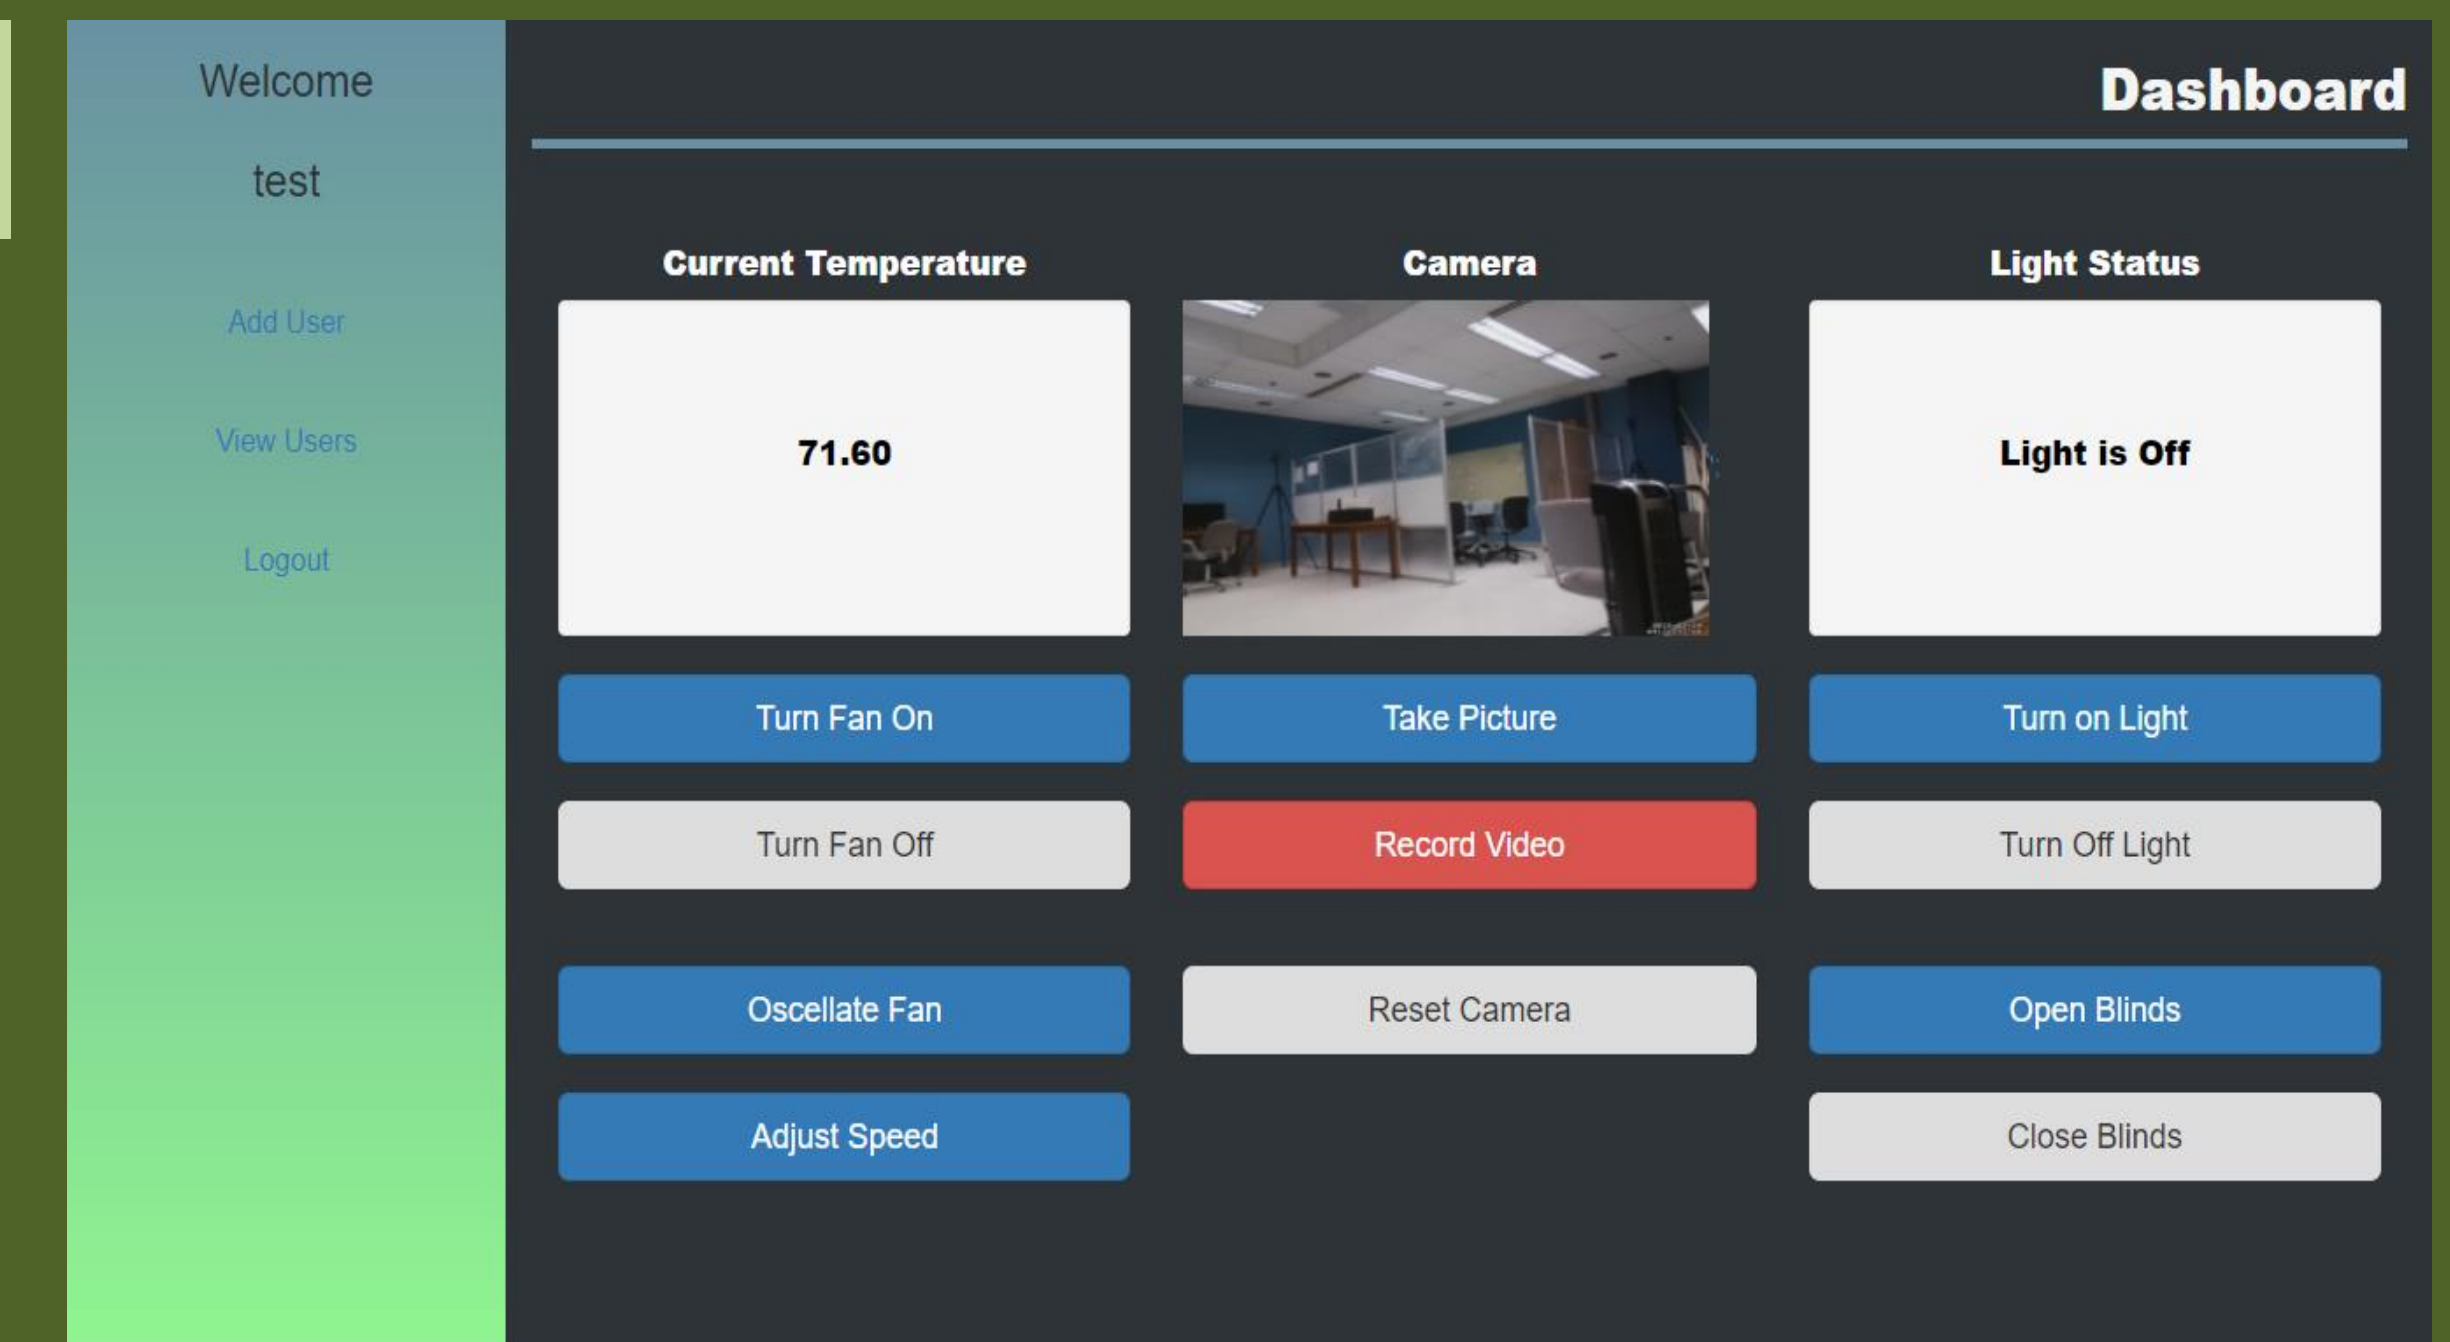 Welcome
test
Add User
View Users
Logout
Dashboard
Current Temperature
71.60
Turn Fan On
Turn Fan Off
Oscellate Fan
Adjust Speed
Camera
Take Picture
Record Video
Reset Camera
Light Status
Light is Off
Turn on Light
Turn Off Light
Open Blinds
Close Blinds